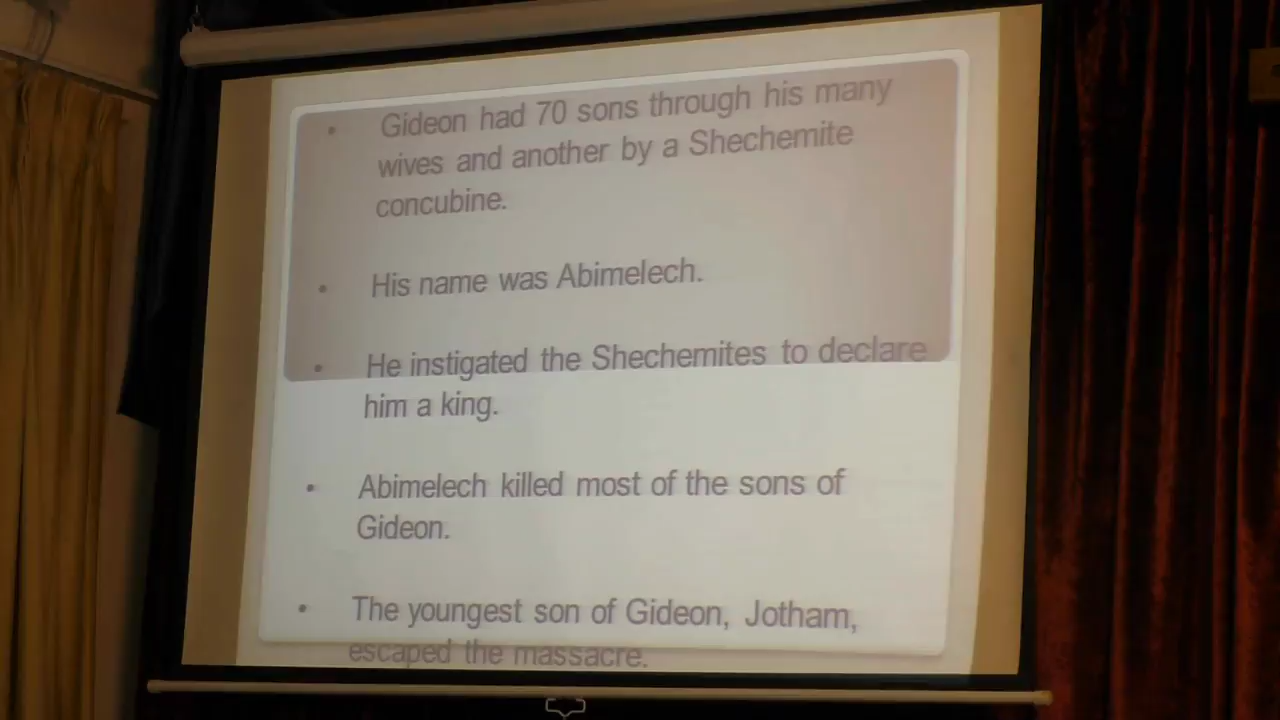 • Gideon had 70 sons through his many
wives and another by a Shechemite
concubine.
• His name was Abimelech.
• He instigated the Shechemites to declare
him a king.
• Abimelech killed most of the sons of
Gideon.
• The youngest son of Gideon, Jotham,
escaped the massacre.